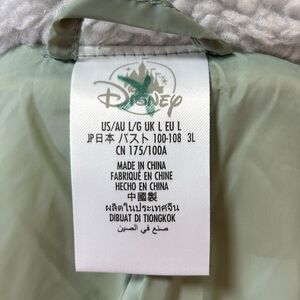 Disney
US/AU L/G UK L EU L
JP日本 バスト 100-108 3L
CN 175/100A
MADE IN CHINA
FABRIQUÉ EN CHINE
HECHO EN CHINA
中國製
ผลิตในประเทศจีน
DIBUAT DI TIONGKOK
صنع في الصين